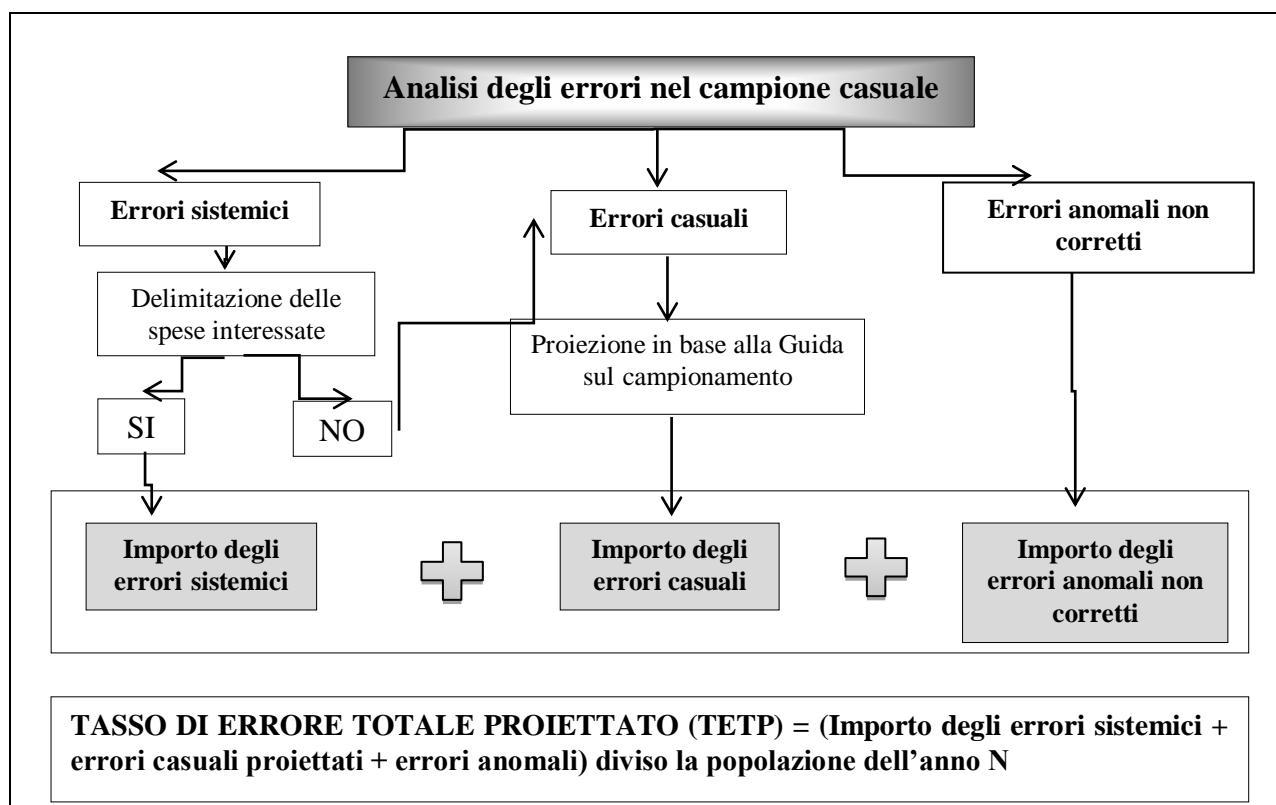 Analisi degli errori nel campione casuale
Errori sistemici
Errori casuali
Errori anomali non
corretti
Delimitazione delle
spese interessate
Proiezione in base alla Guida
sul campionamento
SI
NO
Importo degli
errori sistemici
Importo degli
errori casuali
Importo degli
errori anomali non
corretti
TASSO DI ERRORE TOTALE PROIETTATO (TETP) = (Importo degli errori sistemici +
errori casuali proiettati + errori anomali) diviso la popolazione dell’anno N